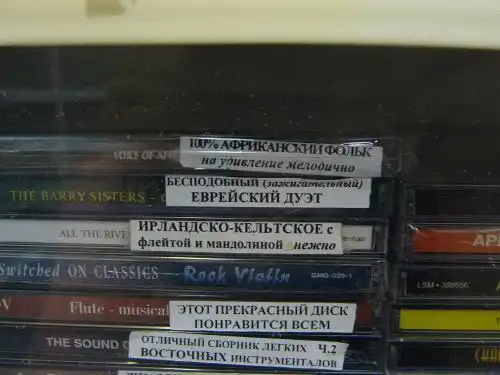 100% АФРИКАНСКИЙ ФОЛЬК
на удивление мелодично
VOICE OF AF
БЕСПОДОБНЫЙ (зажигательный)
ЕВРЕЙСКИЙ ДУЭТ
THE BARRY SISTERS -
ИРЛАНДСКО-КЕЛЬТСКОЕ с
флейтой и мандолиной нежно
ALL THE RIVE
Switched ON CLASSICS - Rock Violin GMG-026-1
LSM - 380856
ЭТОТ ПРЕКРАСНЫЙ ДИСК
ПОНРАВИТСЯ ВСЕМ
Flute - musical
ОТЛИЧНЫЙ СБОРНИК ЛЕГКИХ Ч.2
ВОСТОЧНЫХ ИНСТРУМЕНТАЛОВ
THE SOUND O